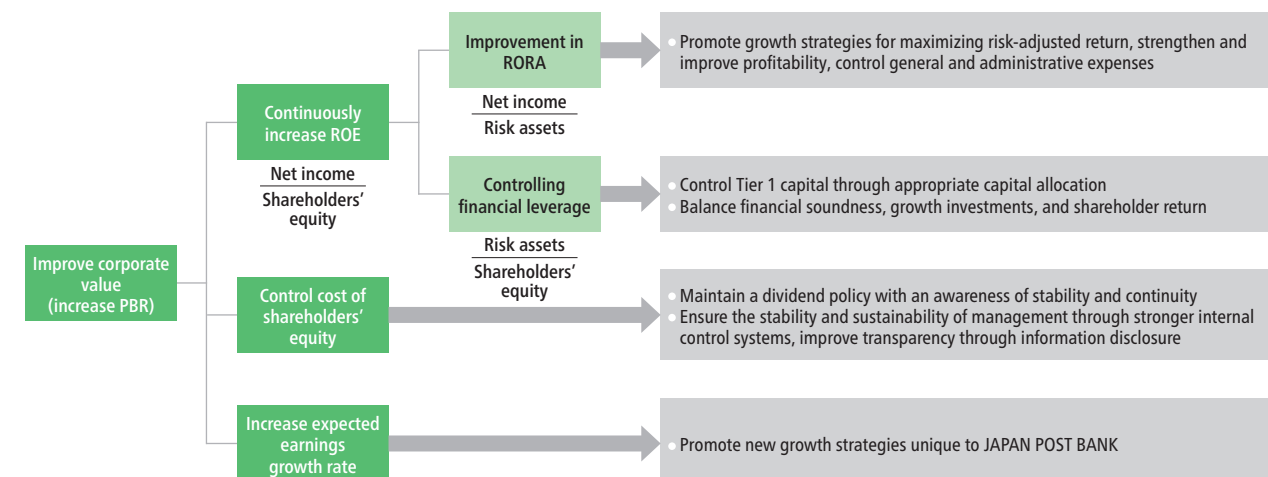 Improve corporate
value
(increase PBR)
Continuously
increase ROE
Net income
Shareholders'
equity
Improvement in
RORA
Net income
Risk assets
• Promote growth strategies for maximizing risk-adjusted return, strengthen and
improve profitability, control general and administrative expenses
Controlling
financial leverage
Risk assets
Shareholders'
equity
• Control Tier 1 capital through appropriate capital allocation
• Balance financial soundness, growth investments, and shareholder return
Control cost of
shareholders'
equity
• Maintain a dividend policy with an awareness of stability and continuity
• Ensure the stability and sustainability of management through stronger internal
control systems, improve transparency through information disclosure
Increase expected
earnings
growth rate
• Promote new growth strategies unique to JAPAN POST BANK